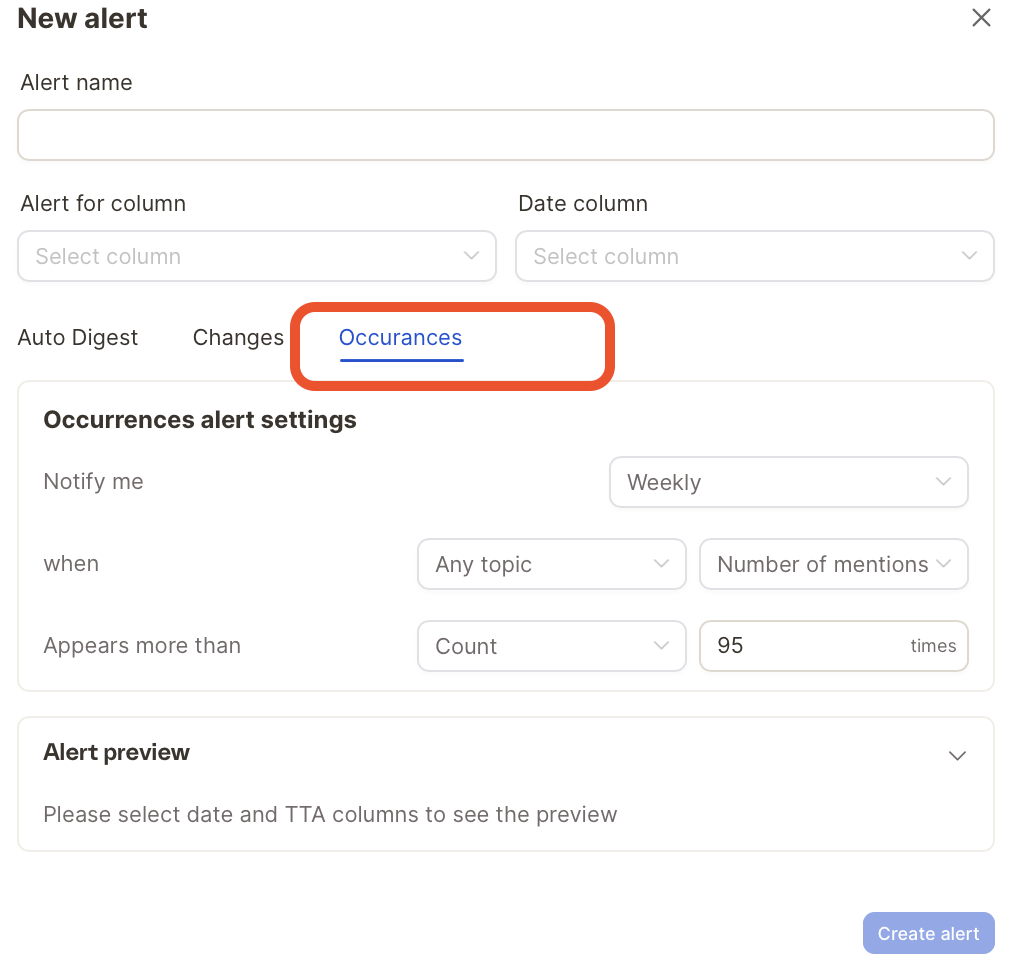 New alert
Alert name
Alert for column Date column
Select column Select column
Auto Digest Changes Occurances
Occurrences alert settings
Notify me Weekly
when Any topic Number of mentions
Appears more than Count 95 times
Alert preview
Please select date and TTA columns to see the preview
Create alert